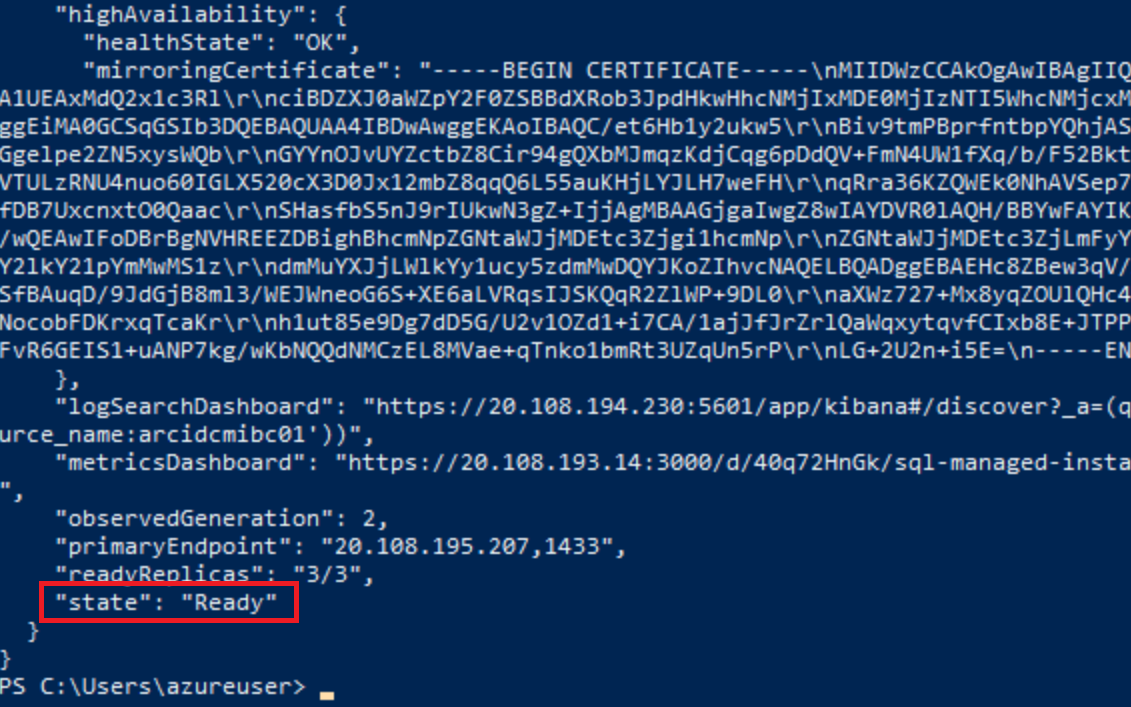 "highAvailability": {
"healthState": "OK",
"mirroringCertificate": "-----BEGIN CERTIFICATE-----\nMIIDWzCCAkOgAwIBAgIIQ
A1UEAxMdQ2x1c3Rl\r\nciBDZXJ0aWZpY2F0ZSBBdXRob3JpdHkwHhcNMjIxMDE0MjIzNTI5WhcNMjcxM
ggEiMA0GCSqGSIb3DQEBAQUAA4IBDwAwggEKAoIBAQC/et6Hb1y2ukw5\r\nBiv9tmPBprfntbpYQhjAS
Ggelpe2ZN5xysWQb\r\nGYYnOJvUYZctbZ8Cir94gQXbMJmqzKdjCqg6pDdQV+FmN4UW1fXq/b/F52Bkt
VTULzRNU4nuo60IGLX520cX3D0Jx12mbZ8qqQ6L55auKHjLYJLH7weFH\r\nqRra36KZQWEk0NhAVSep7
fDB7UxcnxtO0Qaac\r\nSHasfbS5nJ9rIUkwN3gZ+IjjAgMBAAGjgaIwgZ8wIAYDVR0lAQH/BBYwFAYIK
/wQEAwIFoDBrBgNVHREEZDBighBhcmNpZGNtaWJjMDEtc3Zjgi1hcmNp\r\nZGNtaWJjMDEtc3ZjLmFyY
Y2lkY21pYmMwMS1z\r\ndmMuYXJjLWlkYy1ucy5zdmMwDQYJKoZIhvcNAQELBQADggEBAEHc8ZBew3qV/
SfBAuqD/9JdGjB8ml3/WEJWneoG6S+XE6aLVRqsIJSKQqR2ZlWP+9DL0\r\naXWz727+Mx8yqZOUlQHc4
NocobFDKrxqTcaKr\r\nh1ut85e9Dg7dD5G/U2v1OZd1+i7CA/1ajJfJrZrlQaWqxytqvfCIxb8E+JTPP
FvR6GEIS1+uANP7kg/wKbNQQdNMCzEL8MVae+qTnko1bmRt3UZqUn5rP\r\nLG+2U2n+i5E=\n-----EN
},
"logSearchDashboard": "https://20.108.194.230:5601/app/kibana#/discover?_a=(q
urce_name:arcidcmibc01'))",
"metricsDashboard": "https://20.108.193.14:3000/d/40q72HnGk/sql-managed-insta
",
"observedGeneration": 2,
"primaryEndpoint": "20.108.195.207,1433",
"readyReplicas": "3/3",
"state": "Ready"
}
}
PS C:\Users\azureuser>